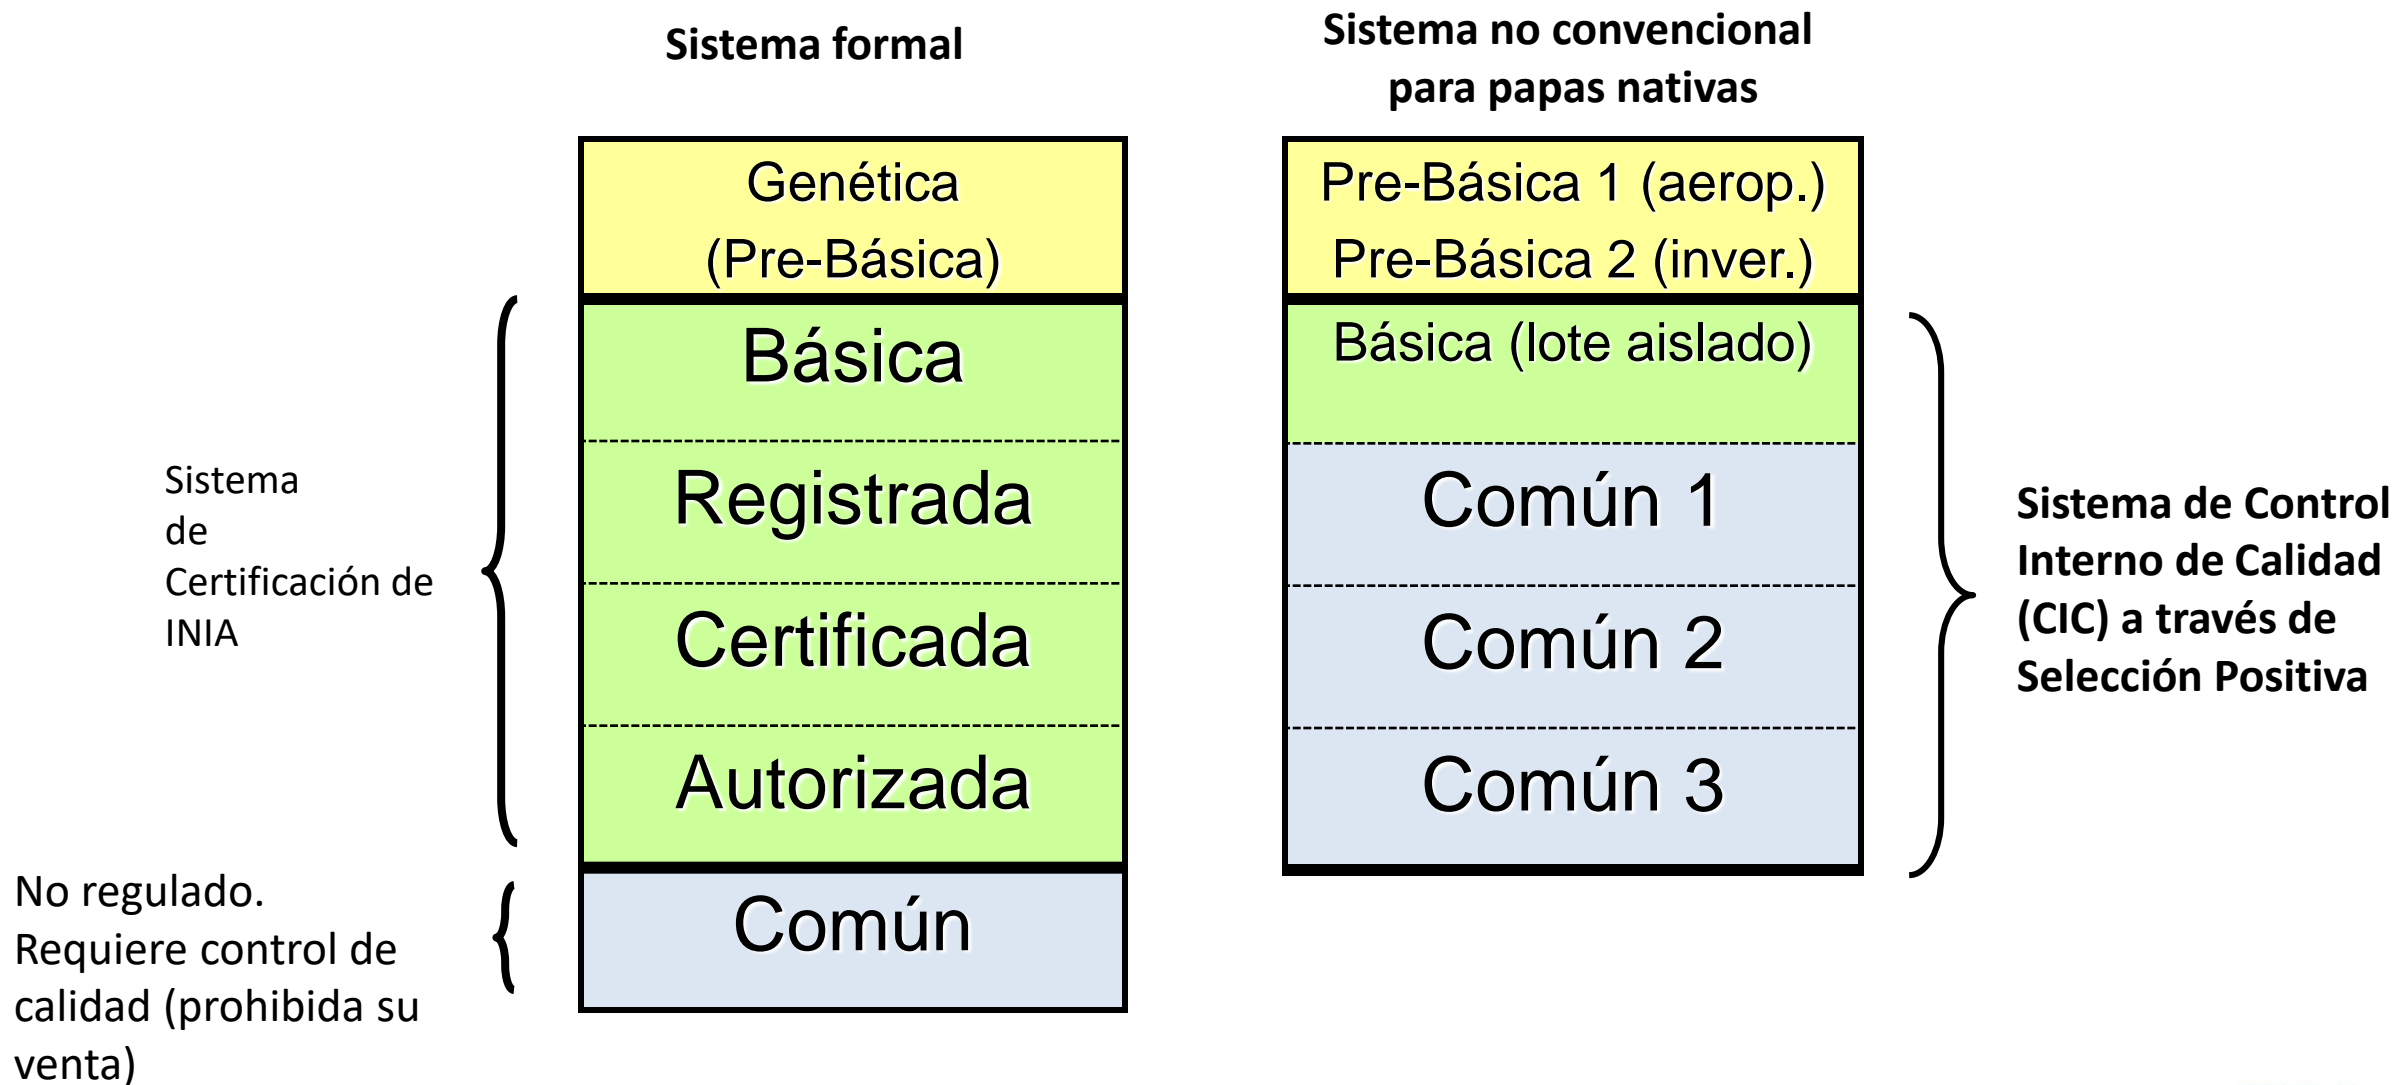 Sistema formal
Sistema no convencional
para papas nativas
Genética
(Pre-Básica)
Básica
Registrada
Certificada
Autorizada
Común
Pre-Básica 1 (aerop.)
Pre-Básica 2 (inver.)
Básica (lote aislado)
Común 1
Común 2
Común 3
Sistema
de
Certificación de
INIA
No regulado.
Requiere control de
calidad (prohibida su
venta)
Sistema de Control
Interno de Calidad
(CIC) a través de
Selección Positiva